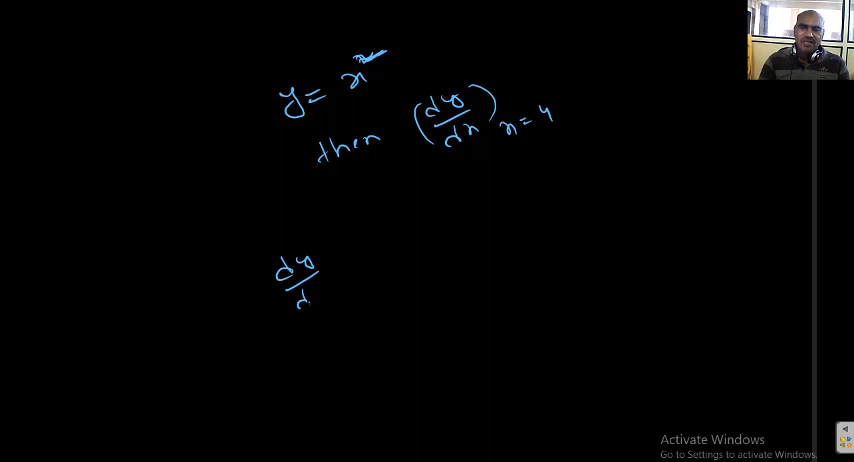 y = x
then (dy/dx) x = 4
dy/d
Activate Windows
Go to Settings to activate Windows.